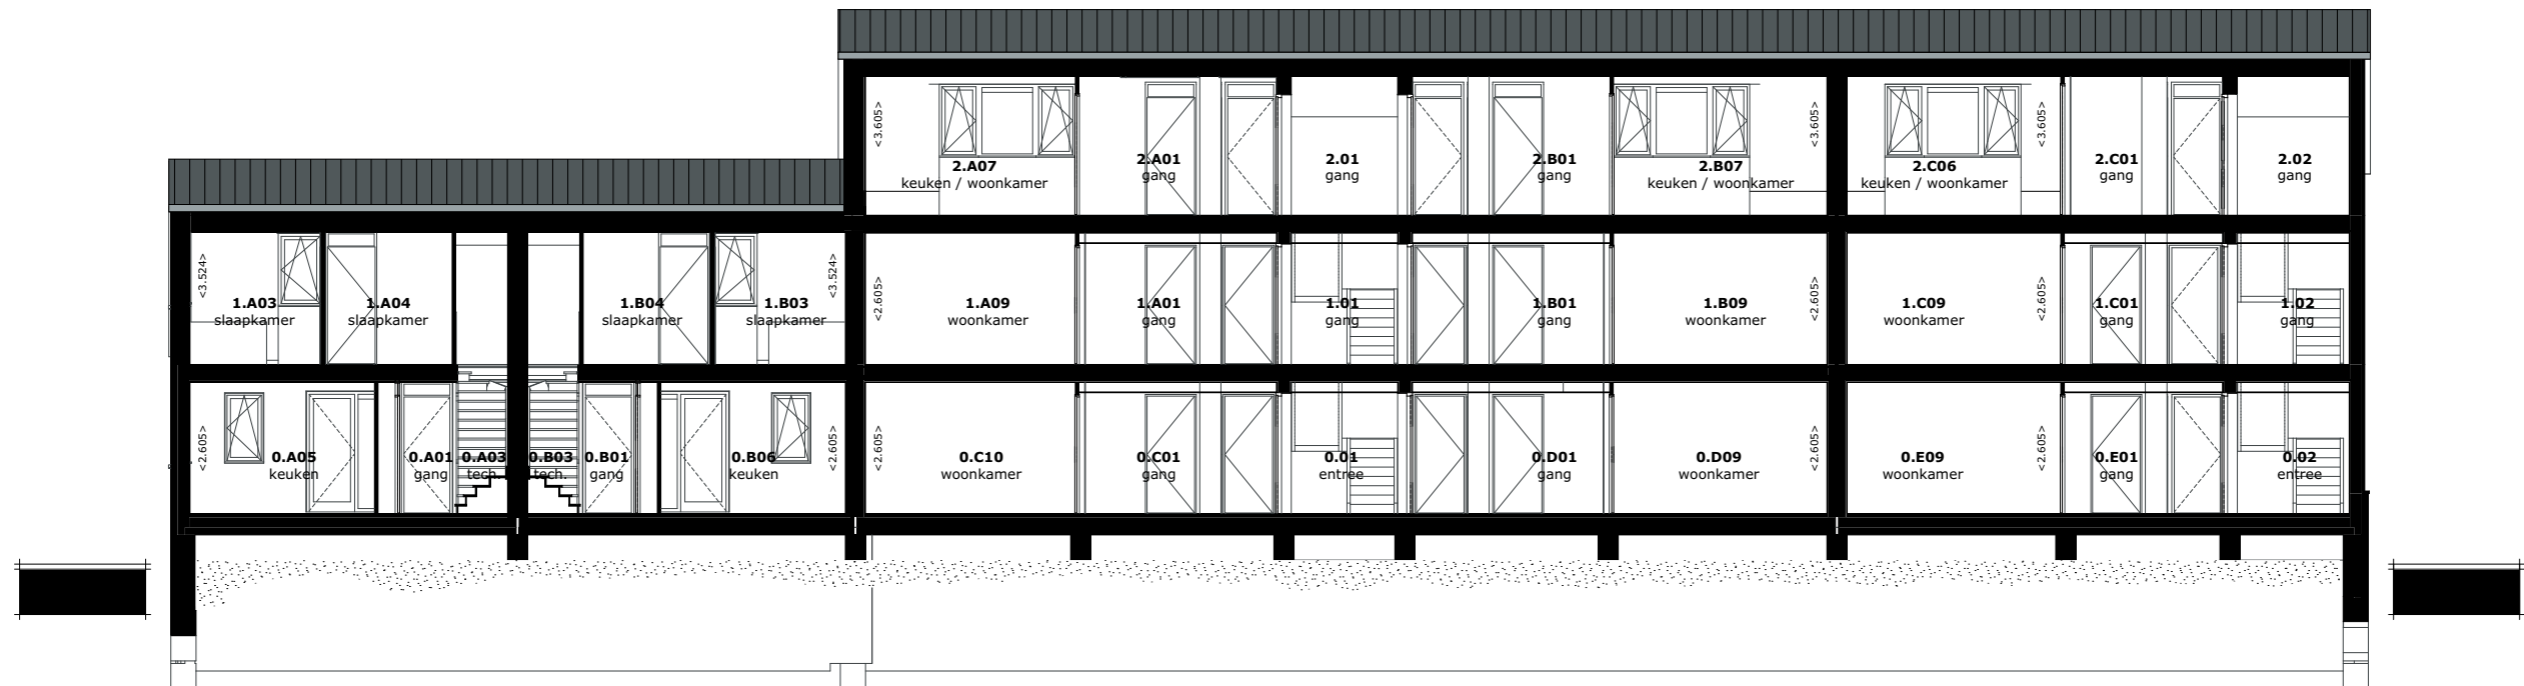 <3.605>
2.A07
keuken / woonkamer
2.A01
gang
2.01
gang
2.B01
gang
2.B07
keuken / woonkamer
<3.605>
2.C06
keuken / woonkamer
<3.605>
2.C01
gang
2.02
gang
<3.524>
1.A03
slaapkamer
1.A04
slaapkamer
1.B04
slaapkamer
1.B03
slaapkamer
<3.524>
<2.605>
1.A09
woonkamer
1.A01
gang
1.01
gang
1.B01
gang
1.B09
woonkamer
<2.605>
1.C09
woonkamer
<2.605>
1.C01
gang
1.02
gang
<2.605>
0.A05
keuken
0.A01
gang
0.A03
tech.
0.B03
tech.
0.B01
gang
0.B06
keuken
<2.605>
<2.605>
0.C10
woonkamer
0.C01
gang
0.01
entree
0.D01
gang
0.D09
woonkamer
<2.605>
0.E09
woonkamer
<2.605>
0.E01
gang
0.02
entree